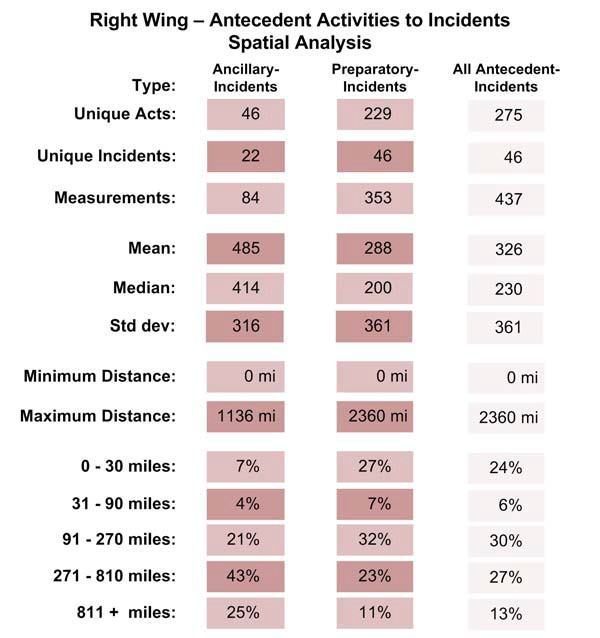 Right Wing – Antecedent Activities to Incidents
Spatial Analysis
Type: Ancillary-Incidents Preparatory-Incidents All Antecedent-Incidents
Unique Acts: 46 229 275
Unique Incidents: 22 46 46
Measurements: 84 353 437
Mean: 485 288 326
Median: 414 200 230
Std dev: 316 361 361
Minimum Distance: 0 mi 0 mi 0 mi
Maximum Distance: 1136 mi 2360 mi 2360 mi
0 - 30 miles: 7% 27% 24%
31 - 90 miles: 4% 7% 6%
91 - 270 miles: 21% 32% 30%
271 - 810 miles: 43% 23% 27%
811 + miles: 25% 11% 13%